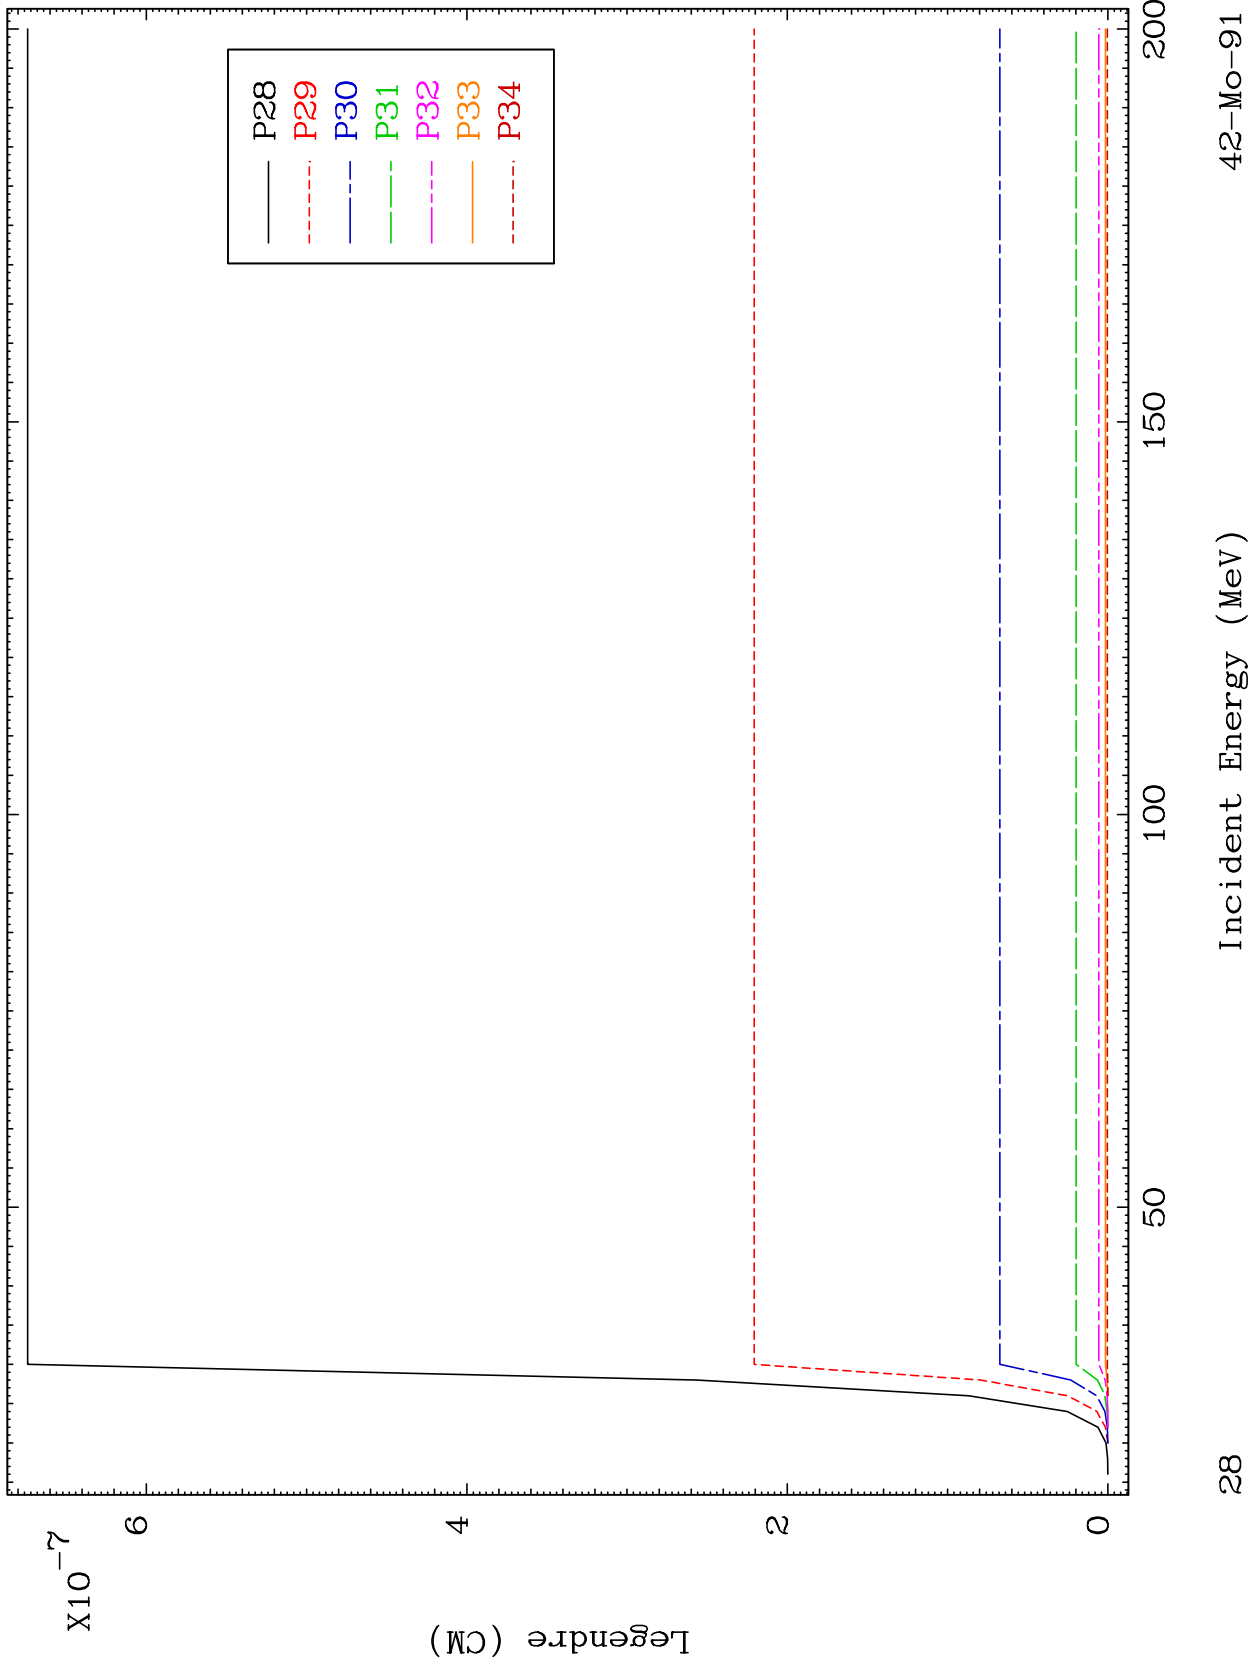 X10-7
6
4
2
0
Legendre (CM)
P28
P29
P30
P31
P32
P33
P34
50
100
150
200
Incident Energy (MeV)
28
42-Mo-91